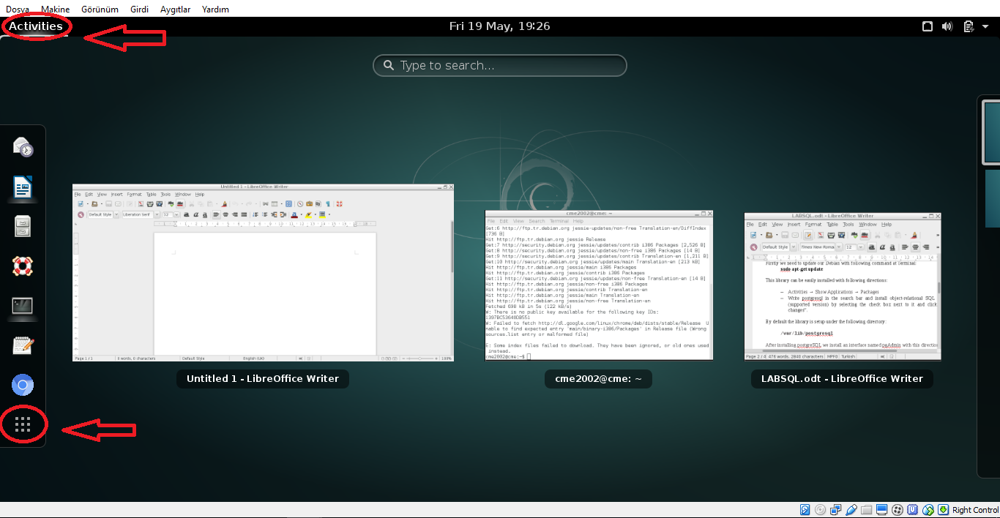 Dosya Makine Görünüm Girdi Aygıtlar Yardım
Activities Fri 19 May, 19:26
Type to search...
Untitled 1 - LibreOffice Writer
File Edit View Insert Format Table Tools Window Help
Default Style Liberation Serif 12
Page 1 / 1 0 words, 0 characters Default Style English (UK) 100%
Untitled 1 - LibreOffice Writer
cme2002@cme: ~
File Edit View Search Terminal Help
Get:6 http://ftp.tr.debian.org jessie-updates/non-free Translation-en/DiffIndex
[736 B]
Hit http://ftp.tr.debian.org jessie Release
Get:7 http://security.debian.org jessie/updates/contrib i386 Packages [2,526 B]
Get:8 http://security.debian.org jessie/updates/non-free i386 Packages [14 B]
Get:9 http://security.debian.org jessie/updates/contrib Translation-en [1,211 B]
Get:10 http://security.debian.org jessie/updates/main Translation-en [213 kB]
Hit http://ftp.tr.debian.org jessie/main i386 Packages
Hit http://ftp.tr.debian.org jessie/contrib i386 Packages
Get:11 http://security.debian.org jessie/updates/non-free Translation-en [14 B]
Hit http://ftp.tr.debian.org jessie/non-free i386 Packages
Hit http://ftp.tr.debian.org jessie/contrib Translation-en
Hit http://ftp.tr.debian.org jessie/main Translation-en
Hit http://ftp.tr.debian.org jessie/non-free Translation-en
Fetched 698 kB in 5s (122 kB/s)
W: There is no public key available for the following key IDs:
1397BC53640DB551
W: Failed to fetch http://dl.google.com/linux/chrome/deb/dists/stable/Release U
nable to find expected entry 'main/binary-i386/Packages' in Release file (Wrong
sources.list entry or malformed file)
E: Some index files failed to download. They have been ignored, or old ones used
instead.
cme2002@cme:~$
cme2002@cme: ~
LABSQL.odt - LibreOffice Writer
File Edit View Insert Format Table Tools Window Help
Default Style Times New Roma 12
Firstly we need to update our Debian with following command at Terminal:
sudo apt-get update
This library can be easily installed with following directions:
– Activities → Show Applications → Packages
– Write postgresql in the search bar and install object-relational SQL
(supported version) by selecting the check box next to it and click
changes".
By default the library is setup under the following directory:
/var/lib/postgresql
After installing postgreSQL we install an interface named pgAdmin with this directio
Page 2 / 4 476 words, 2840 characters MPF0 Turkish
LABSQL.odt - LibreOffice Writer
Right Control